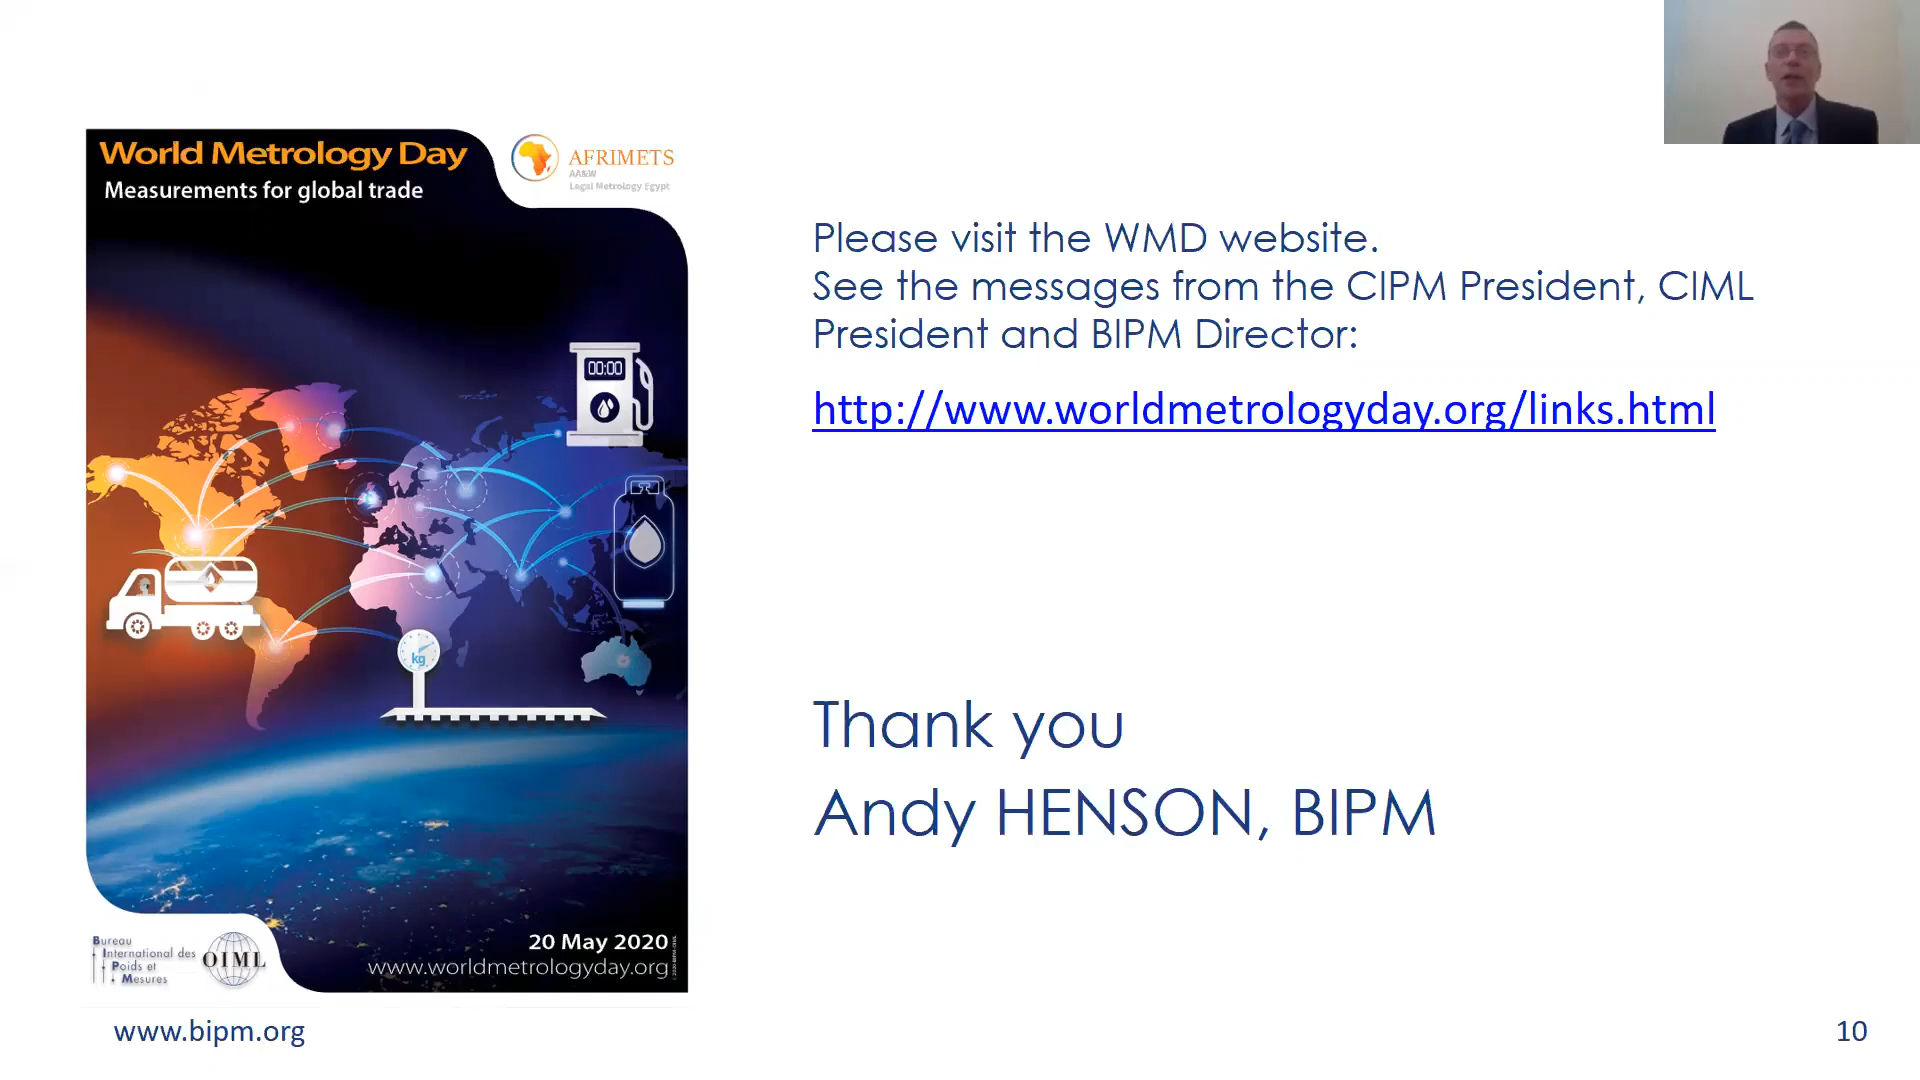 World Metrology Day
Measurements for global trade
AFRIMETS
AA&W
Legal Metrology Egypt
00:00
kg
Bureau
International des
Poids et
Mesures
OIML
20 May 2020
www.worldmetrologyday.org
Please visit the WMD website.
See the messages from the CIPM President, CIML
President and BIPM Director:
http://www.worldmetrologyday.org/links.html
Thank you
Andy HENSON, BIPM
www.bipm.org
10